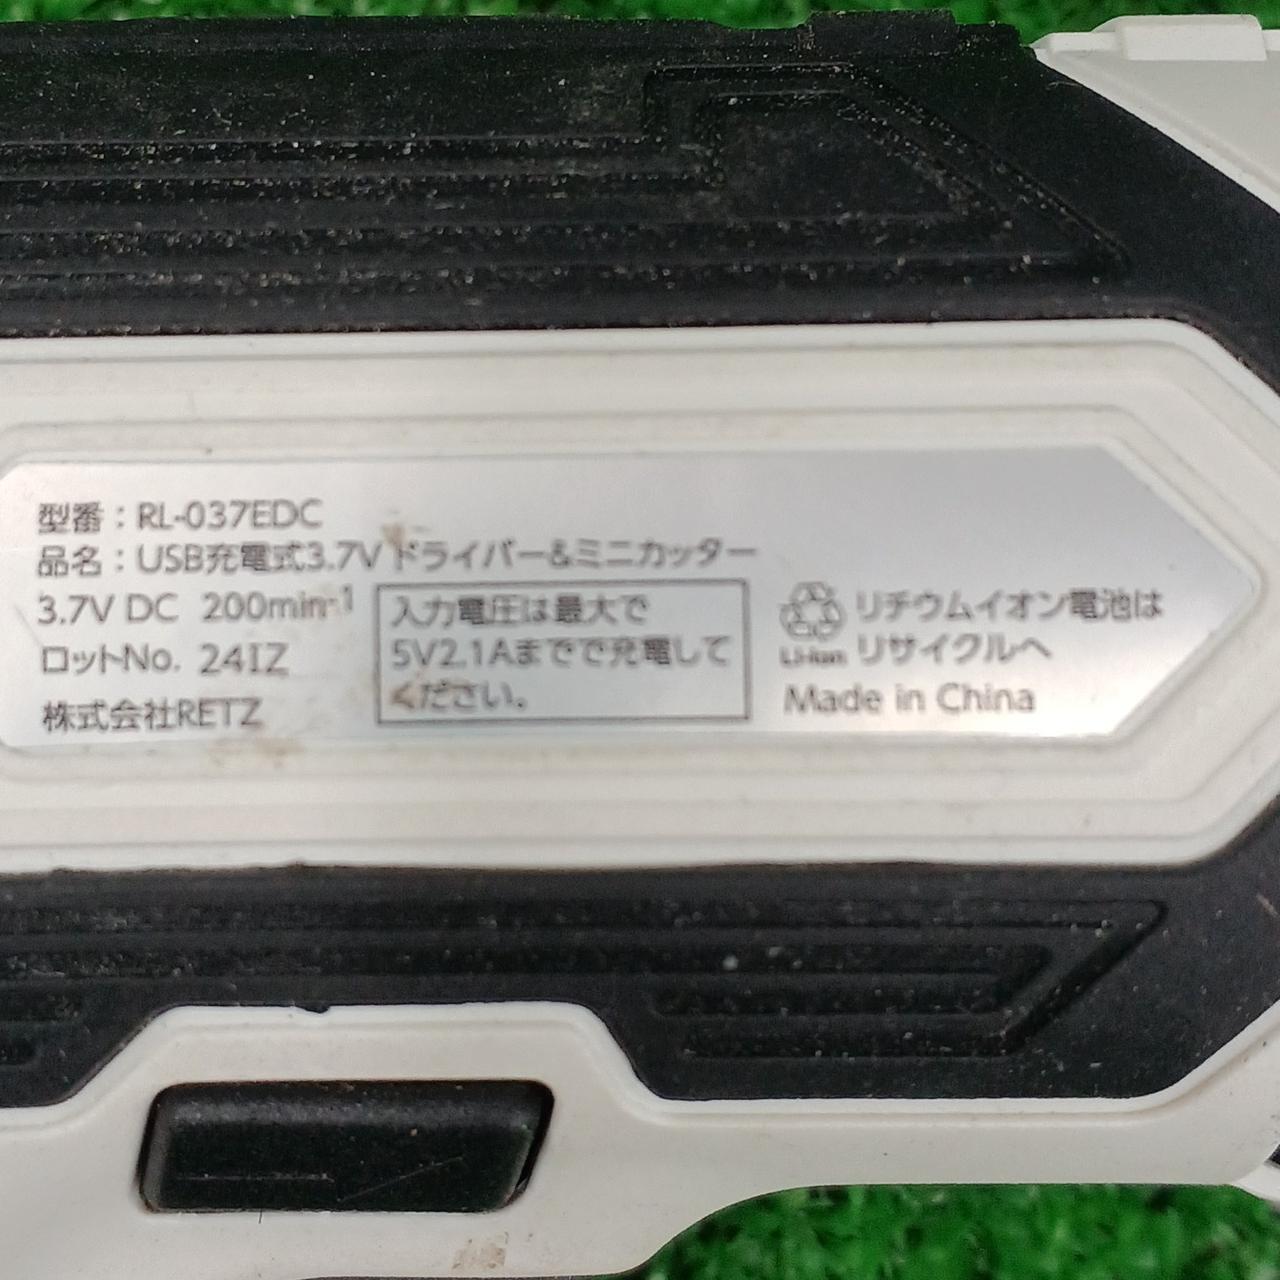 型番：RL-037EDC
品名：USB充電式3.7Vドライバー&ミニカッター
3.7V DC 200min-1
ロットNo. 24IZ
株式会社RETZ
入力電圧は最大で
5V2.1Aまでで充電して
ください。
Li-ion
リチウムイオン電池は
リサイクルへ
Made in China